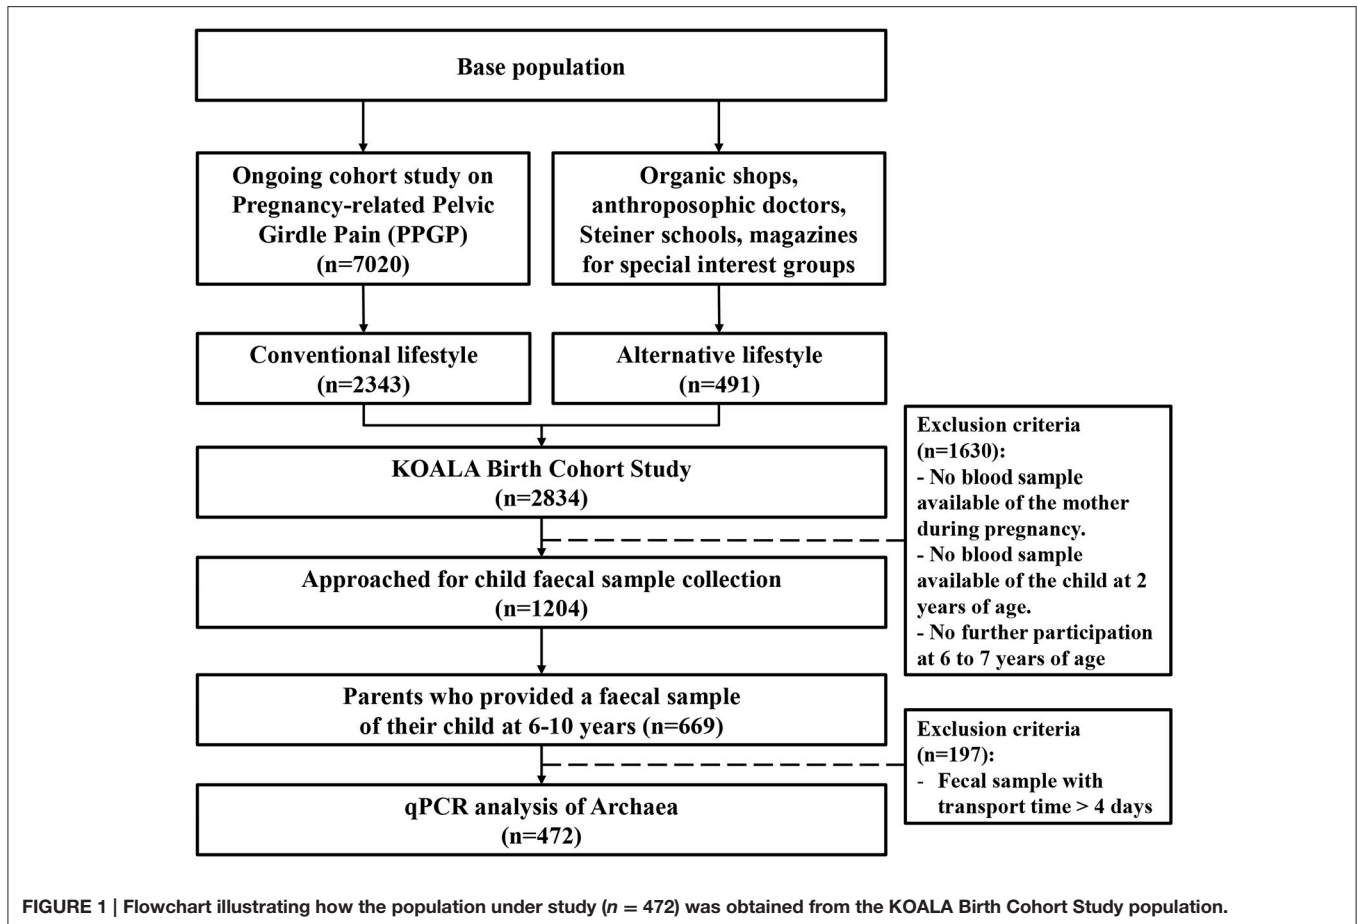 Base population
Ongoing cohort study on
Pregnancy-related Pelvic
Girdle Pain (PPGP)
(n=7020)
Organic shops,
anthroposophic doctors,
Steiner schools, magazines
for special interest groups
Conventional lifestyle
(n=2343)
Alternative lifestyle
(n=491)
KOALA Birth Cohort Study
(n=2834)
Exclusion criteria
(n=1630):
- No blood sample
available of the mother
during pregnancy.
- No blood sample
available of the child at 2
years of age.
- No further participation
at 6 to 7 years of age
Approached for child faecal sample collection
(n=1204)
Parents who provided a faecal sample
of their child at 6-10 years (n=669)
Exclusion criteria
(n=197):
- Fecal sample with
transport time > 4 days
qPCR analysis of Archaea
(n=472)
FIGURE 1 | Flowchart illustrating how the population under study (n = 472) was obtained from the KOALA Birth Cohort Study population.